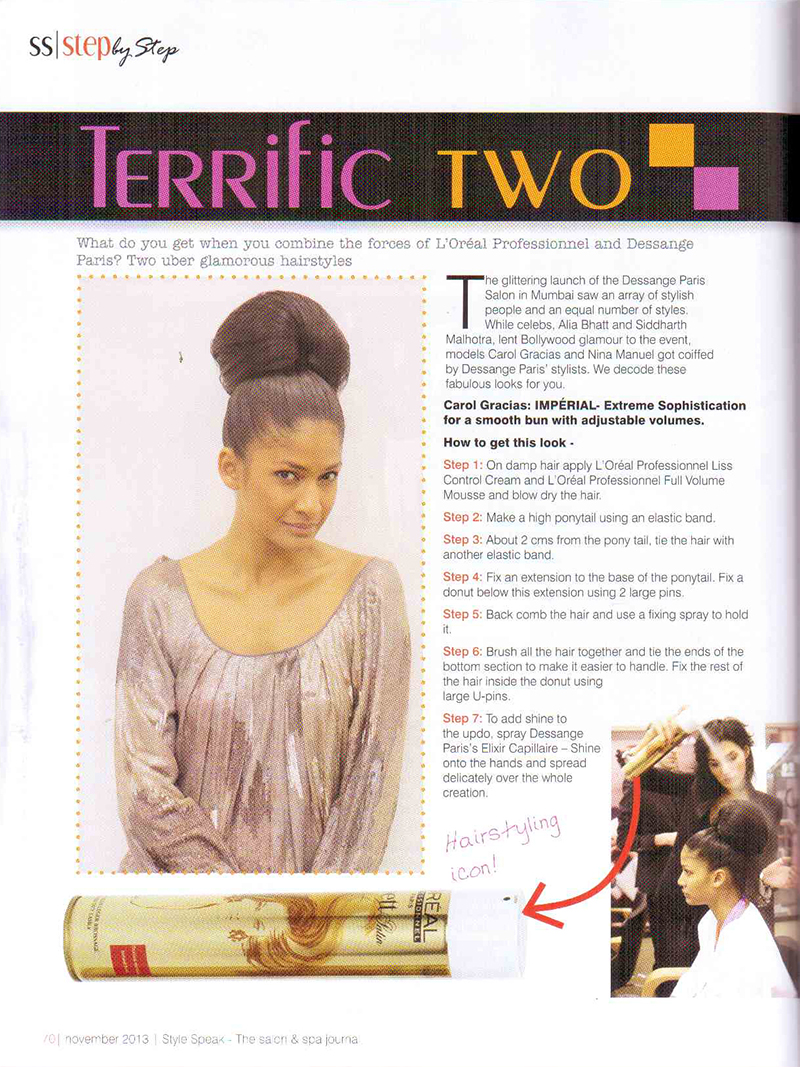 ss|step by Step
TERRIFIC TWO
What do you get when you combine the forces of L'Oréal Professionnel and Dessange
Paris? Two uber glamorous hairstyles
The glittering launch of the Dessange Paris
Salon in Mumbai saw an array of stylish
people and an equal number of styles.
While celebs, Alia Bhatt and Siddharth
Malhotra, lent Bollywood glamour to the event,
models Carol Gracias and Nina Manuel got coiffed
by Dessange Paris' stylists. We decode these
fabulous looks for you.
Carol Gracias: IMPÉRIAL- Extreme Sophistication
for a smooth bun with adjustable volumes.
How to get this look -
Step 1: On damp hair apply L'Oréal Professionnel Liss
Control Cream and L'Oréal Professionnel Full Volume
Mousse and blow dry the hair.
Step 2: Make a high ponytail using an elastic band.
Step 3: About 2 cms from the pony tail, tie the hair with
another elastic band.
Step 4: Fix an extension to the base of the ponytail. Fix a
donut below this extension using 2 large pins.
Step 5: Back comb the hair and use a fixing spray to hold
it.
Step 6: Brush all the hair together and tie the ends of the
bottom section to make it easier to handle. Fix the rest of
the hair inside the donut using
large U-pins.
Step 7: To add shine to
the updo, spray Dessange
Paris's Elixir Capillaire – Shine
onto the hands and spread
delicately over the whole
creation.
Hairstyling
icon!
RÉAL
70| november 2013 | Style Speak - The salon & spa journa